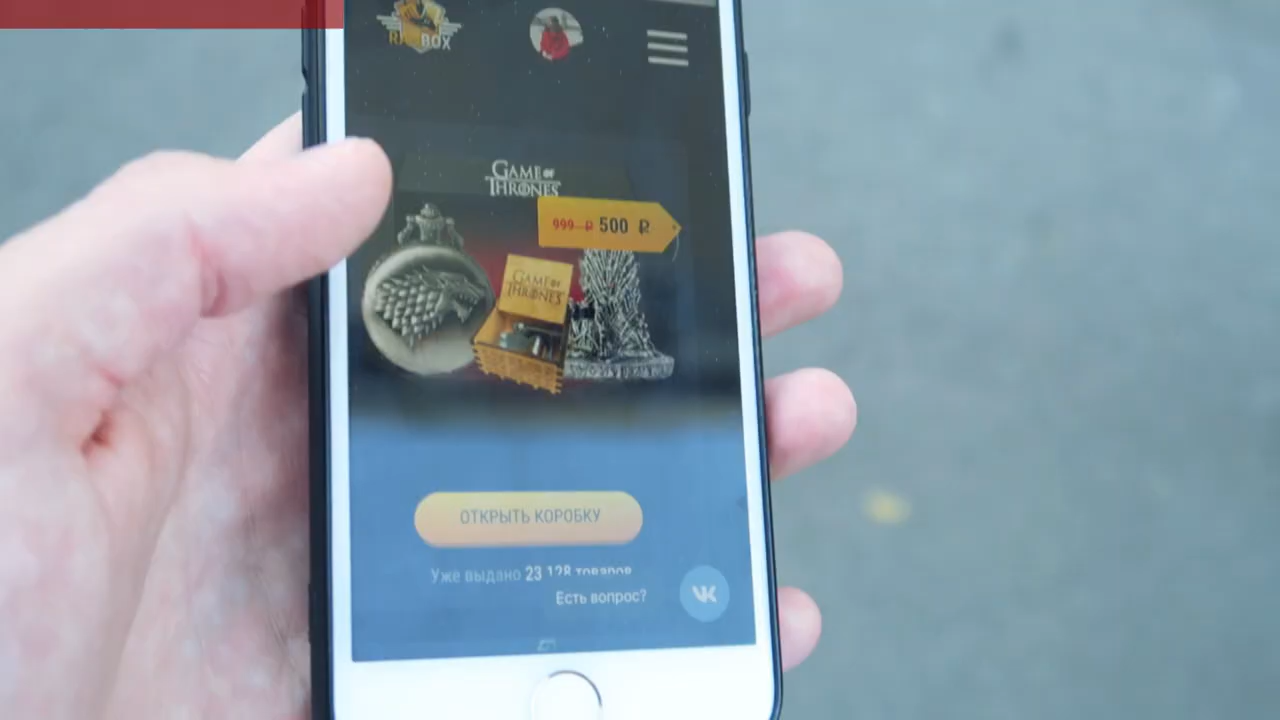 BOX
GAME OF
THRONES
999 ₽ 500 ₽
GAME OF
THRONES
ОТКРЫТЬ КОРОБКУ
Уже выдано 23 128 товаров
Есть вопрос?